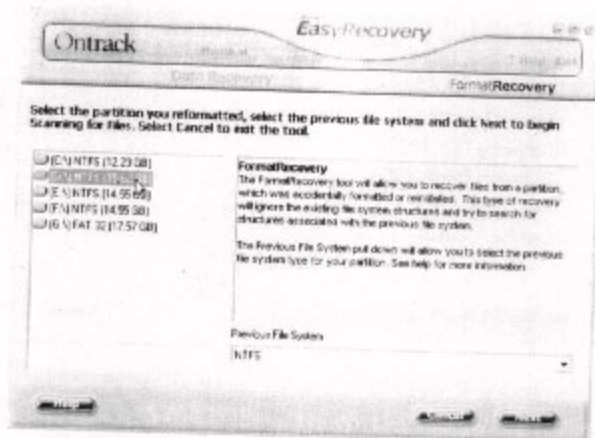 Ontrack
EasyRecovery
Data Recovery
FormatRecovery
Select the partition you reformatted, select the previous file system and click Next to begin
Scanning for Files. Select Cancel to exit the tool.
(C:\) NTFS (12.23 GB)
(E:\) NTFS (14.55 GB)
(F:\) NTFS (14.55 GB)
(G:\) FAT 32 (17.57 GB)
FormatRecovery
The FormatRecovery tool will allow you to recover files from a partition,
which was accidentally formatted or reinstalled. This type of recovery
will ignore the existing file system structures and try to search for
structures associated with the previous file system.
The Previous File System pull down will allow you to select the previous
file system type for your partition. See help for more information
Previous File System
NTFS
Cancel